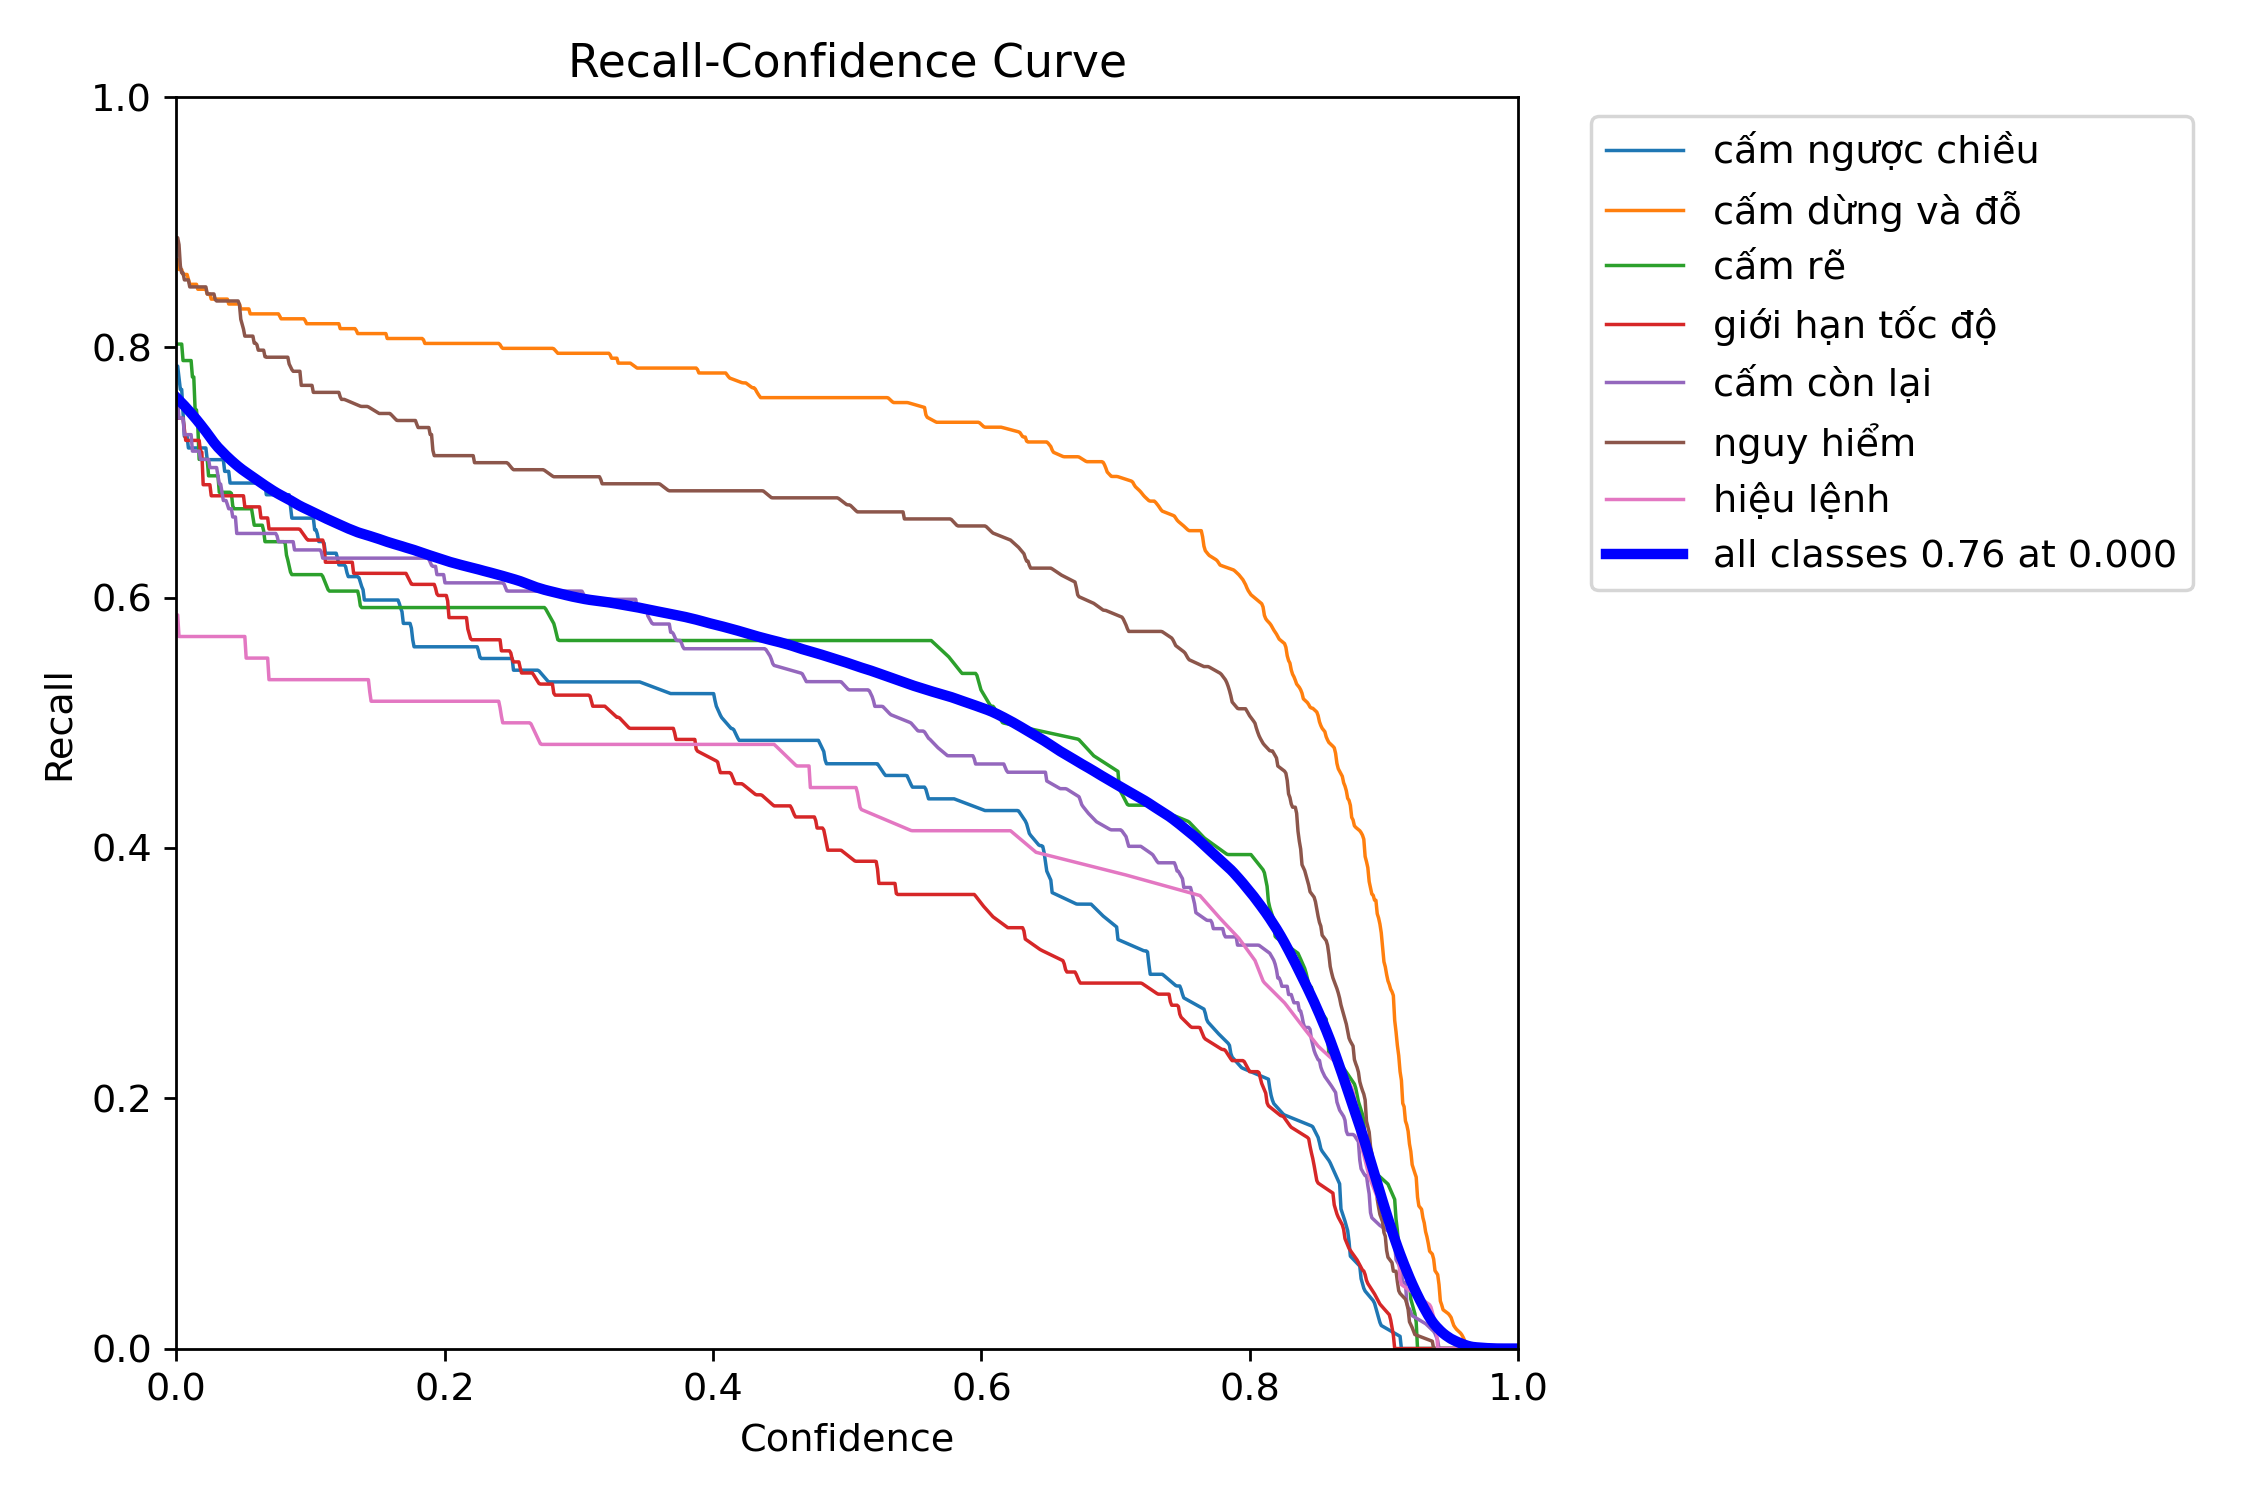 Recall-Confidence Curve
1.0
0.8
0.6
0.4
0.2
0.0
Recall
0.0 0.2 0.4 0.6 0.8 1.0
Confidence
cấm ngược chiều
cấm dừng và đỗ
cấm rẽ
giới hạn tốc độ
cấm còn lại
nguy hiểm
hiệu lệnh
all classes 0.76 at 0.000